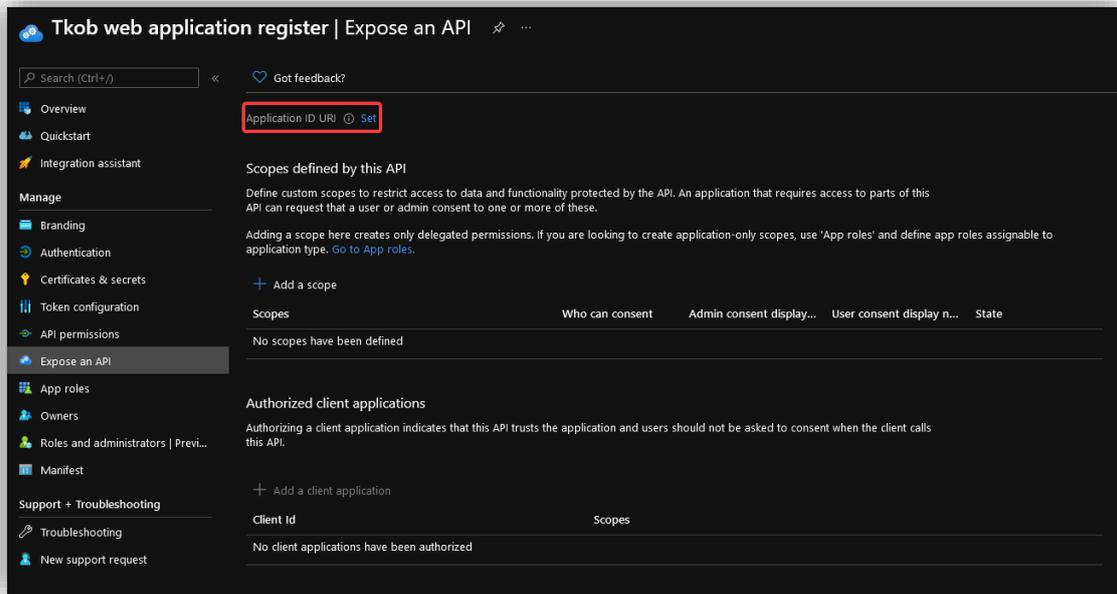 Tkob web application register | Expose an API
Search (Ctrl+/)
«
Got feedback?
Overview
Quickstart
Integration assistant
Manage
Branding
Authentication
Certificates & secrets
Token configuration
API permissions
Expose an API
App roles
Owners
Roles and administrators | Previ...
Manifest
Support + Troubleshooting
Troubleshooting
New support request
Application ID URI Set
Scopes defined by this API
Define custom scopes to restrict access to data and functionality protected by the API. An application that requires access to parts of this
API can request that a user or admin consent to one or more of these.
Adding a scope here creates only delegated permissions. If you are looking to create application-only scopes, use 'App roles' and define app roles assignable to
application type. Go to App roles.
Add a scope
Scopes Who can consent Admin consent display... User consent display n... State
No scopes have been defined
Authorized client applications
Authorizing a client application indicates that this API trusts the application and users should not be asked to consent when the client calls
this API.
Add a client application
Client Id Scopes
No client applications have been authorized